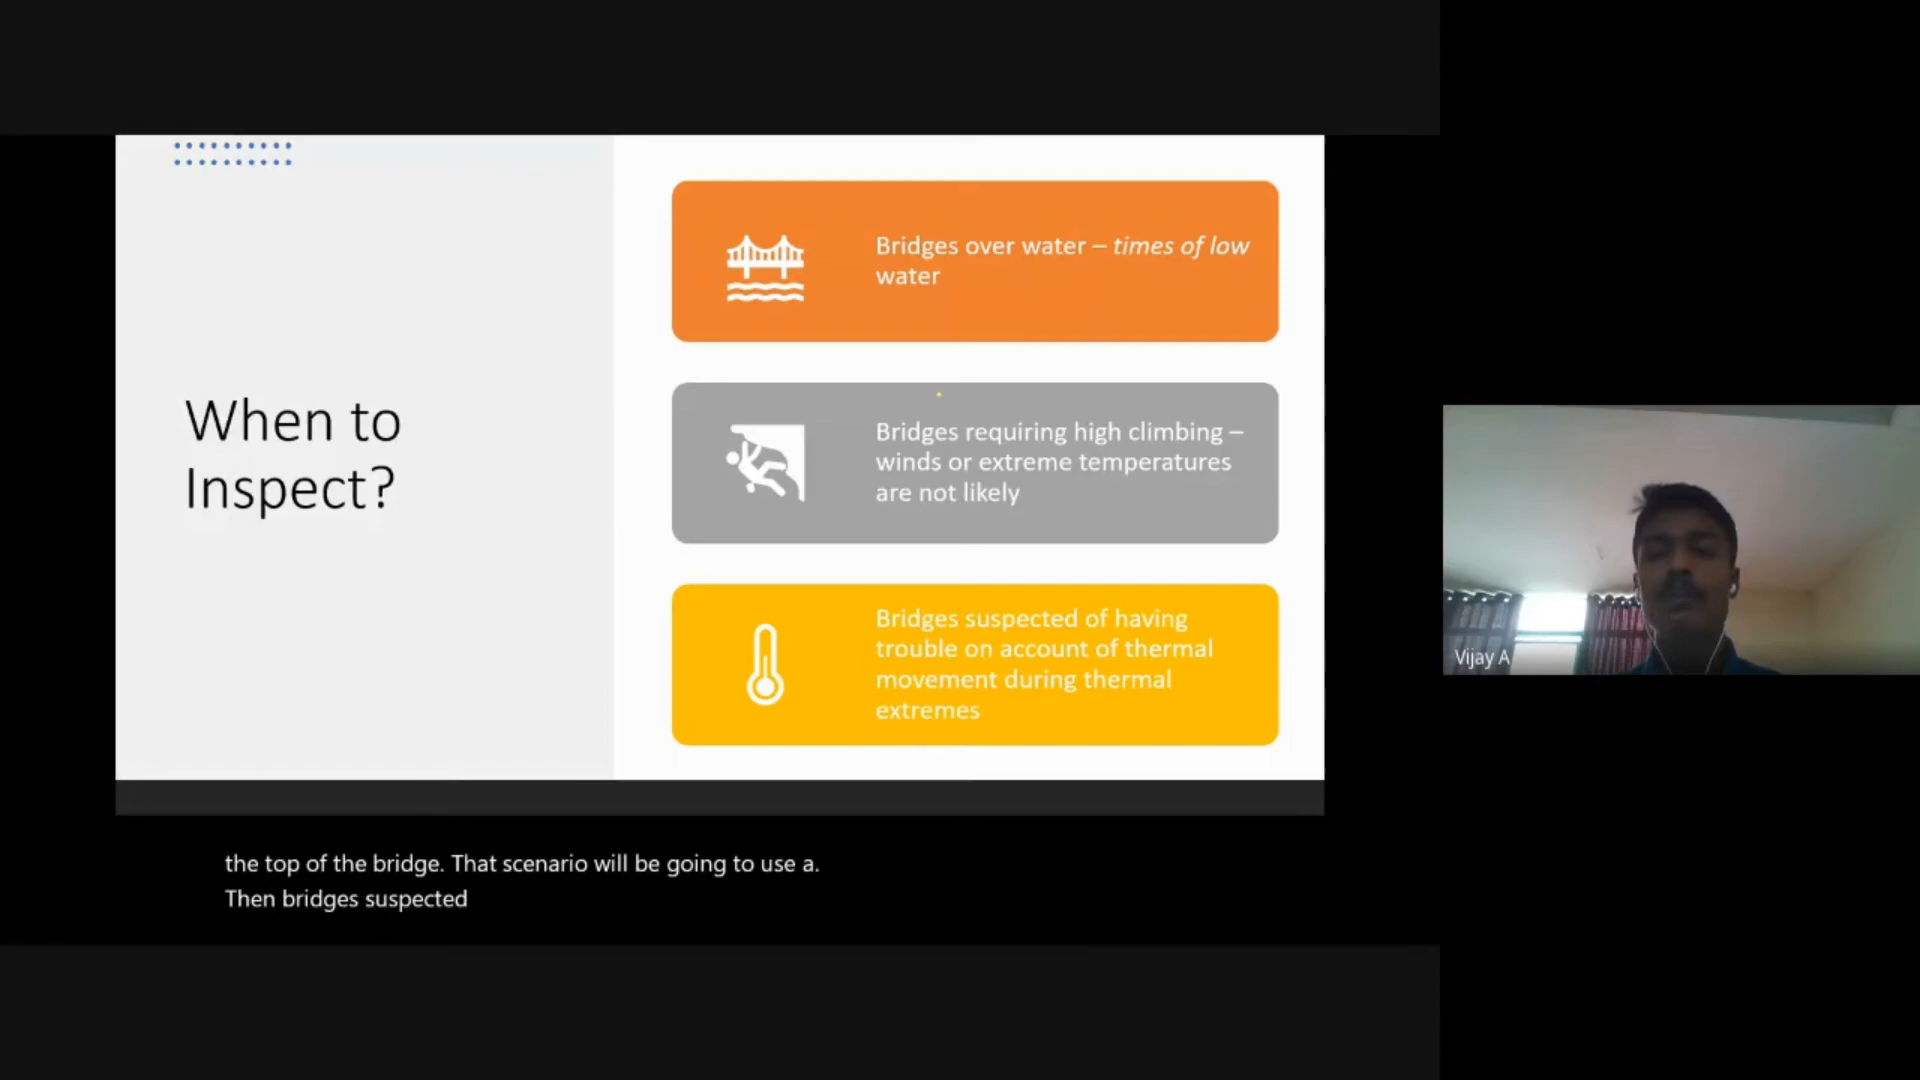 When to
Inspect?
Bridges over water – times of low
water
Bridges requiring high climbing –
winds or extreme temperatures
are not likely
Bridges suspected of having
trouble on account of thermal
movement during thermal
extremes
Vijay A
the top of the bridge. That scenario will be going to use a.
Then bridges suspected